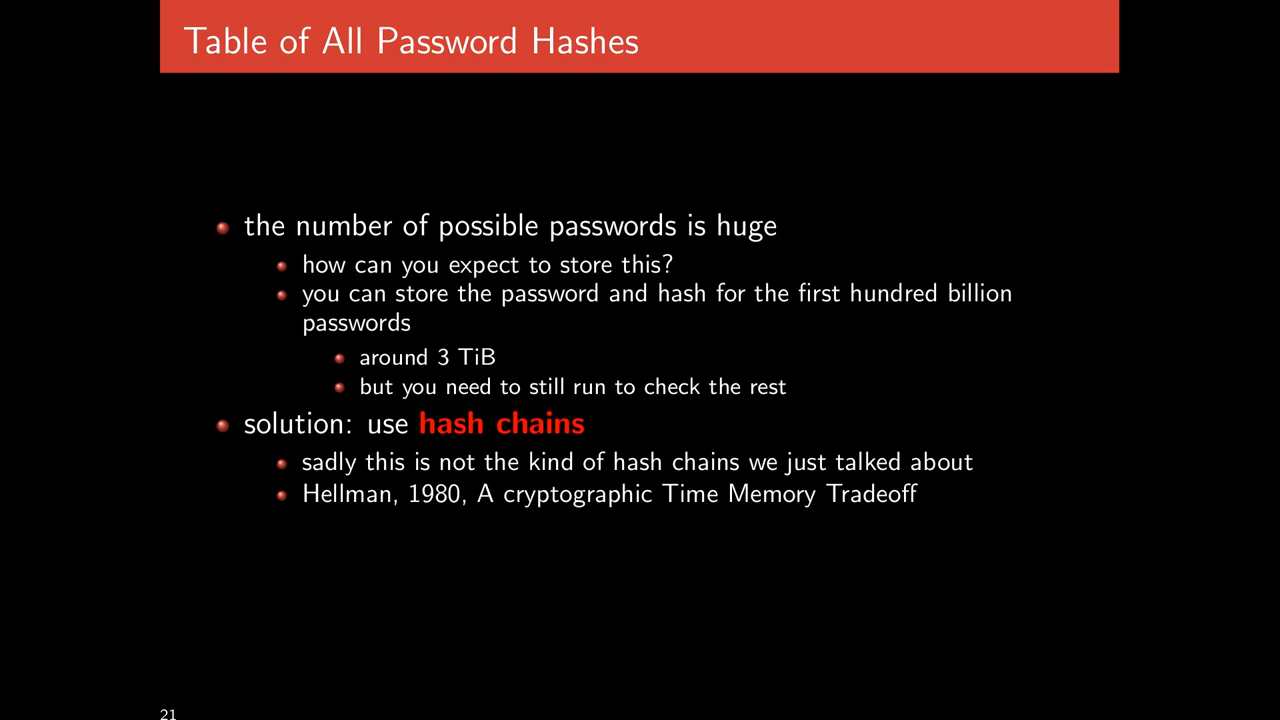 Table of All Password Hashes
the number of possible passwords is huge
how can you expect to store this?
you can store the password and hash for the first hundred billion
passwords
around 3 TiB
but you need to still run to check the rest
solution: use hash chains
sadly this is not the kind of hash chains we just talked about
Hellman, 1980, A cryptographic Time Memory Tradeoff
21